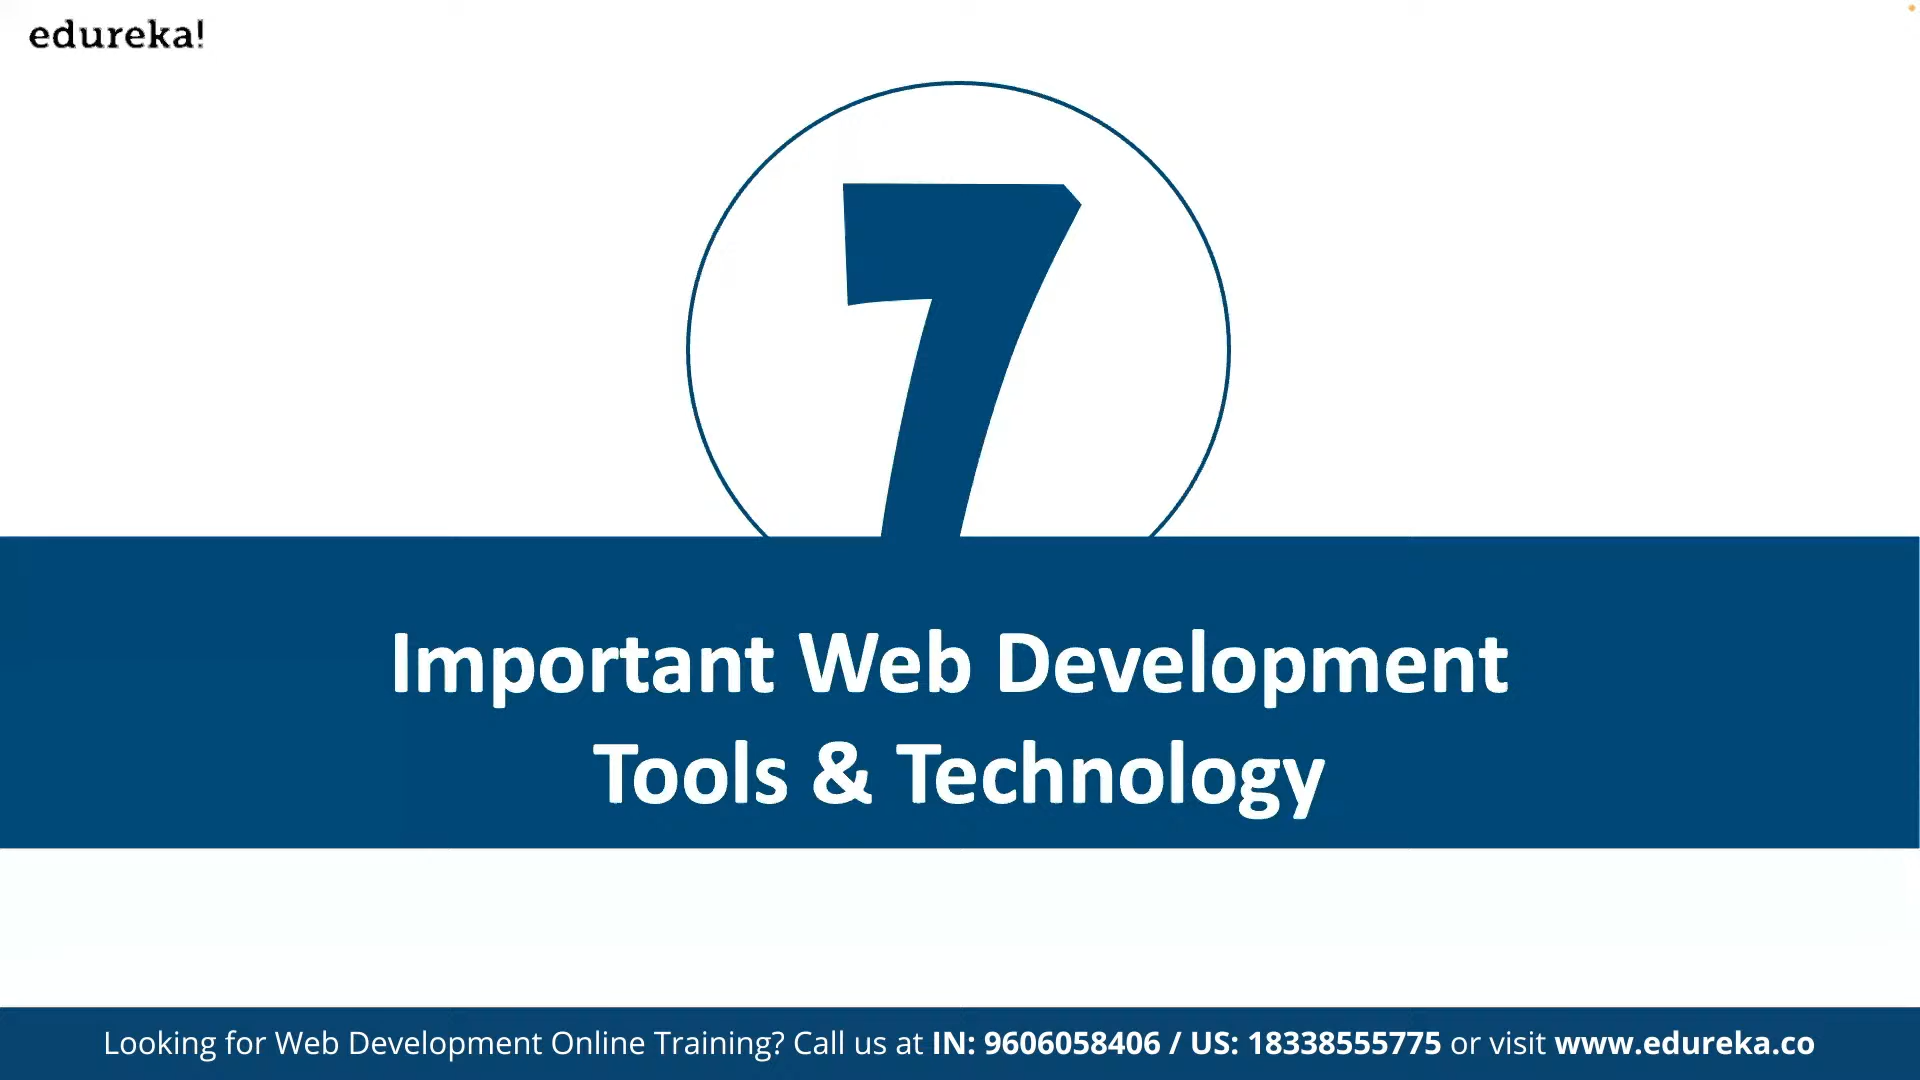 edureka!
7
Important Web Development
Tools & Technology
Looking for Web Development Online Training? Call us at IN: 9606058406 / US: 18338555775 or visit www.edureka.co